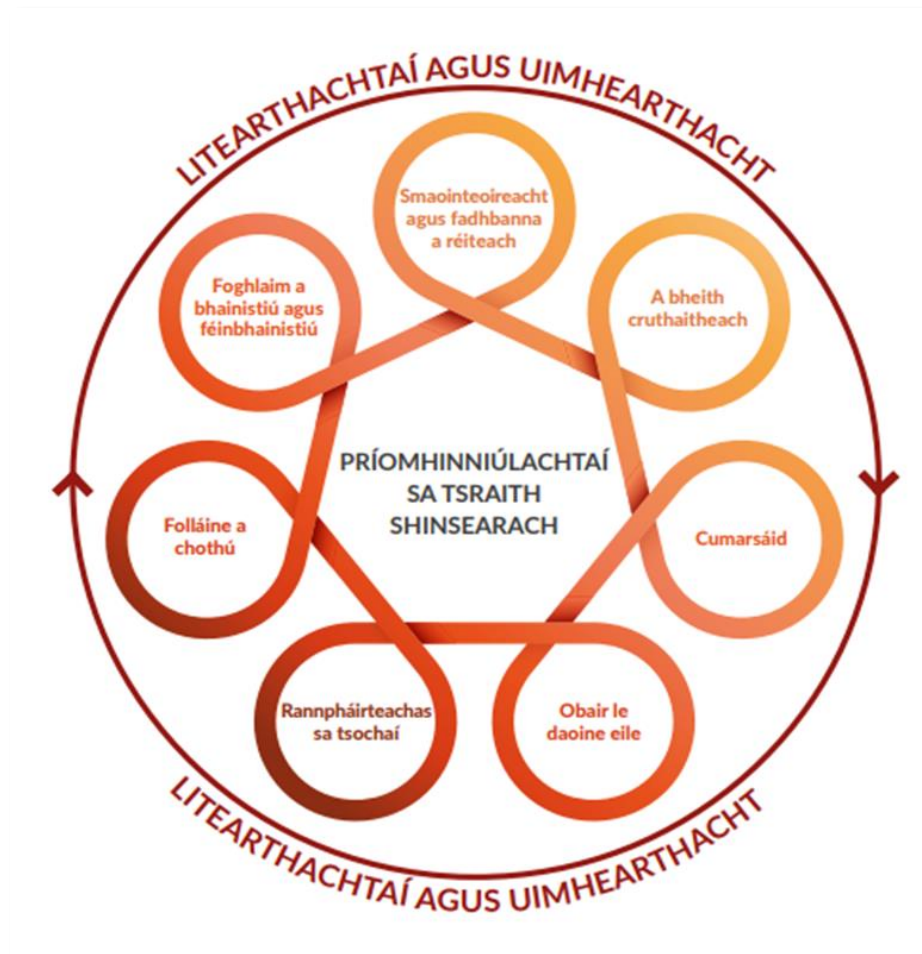 LITEARTHACHTAÍ AGUS UIMHEARTHACHT
Smaointeoireacht
agus fadhbanna
a réiteach
A bheith
cruthaitheach
Cumarsáid
Obair le
daoine eile
Rannpháirteachas
sa tsochaí
Folláine a
chothú
Foghlaim a
bhainistiú agus
féinbhainistiú
PRÍOMHINNIÚLACHTAÍ
SA TSRAITH
SHINSEARACH
LITEARTHACHTAÍ AGUS UIMHEARTHACHT